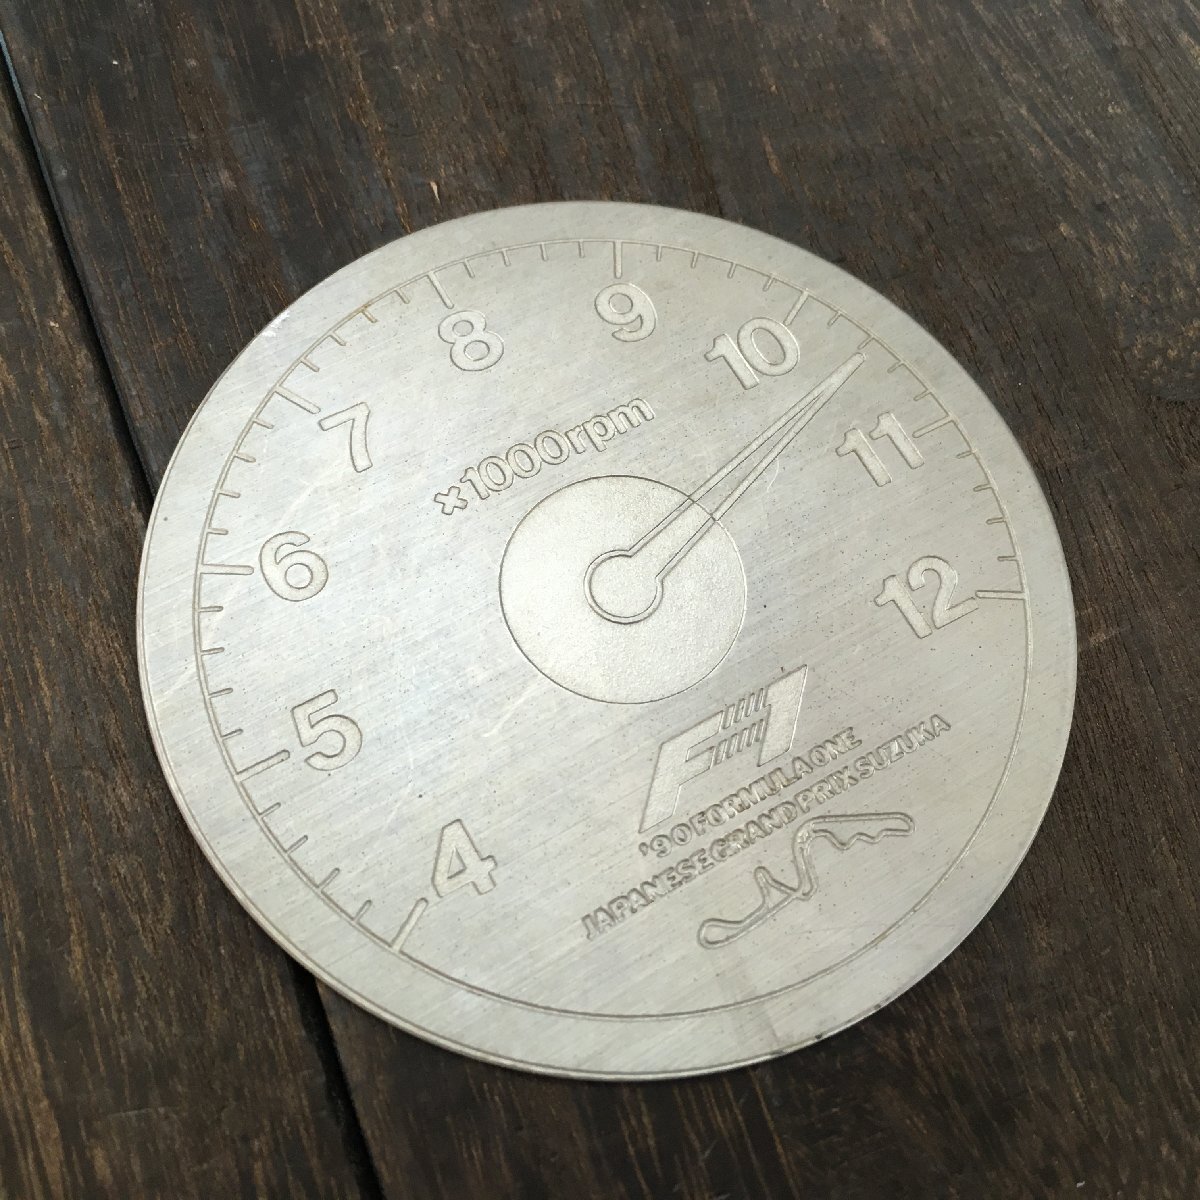 4
5
6
7
8
9
10
11
12
×1000rpm
F1
'90 FORMULA ONE
JAPANESE GRAND PRIX SUZUKA